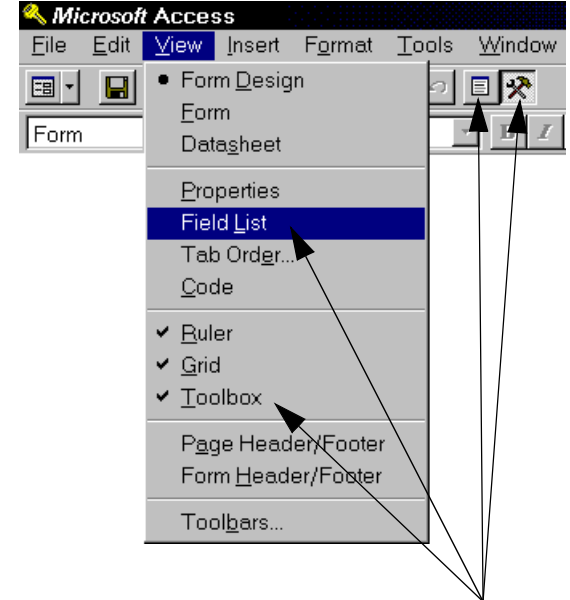 Microsoft Access
File Edit View Insert Format Tools Window
Form Design
Form
Form
B I
Datasheet
Properties
Field List
Tab Order...
Code
Ruler
Grid
Toolbox
Page Header/Footer
Form Header/Footer
Toolbars...